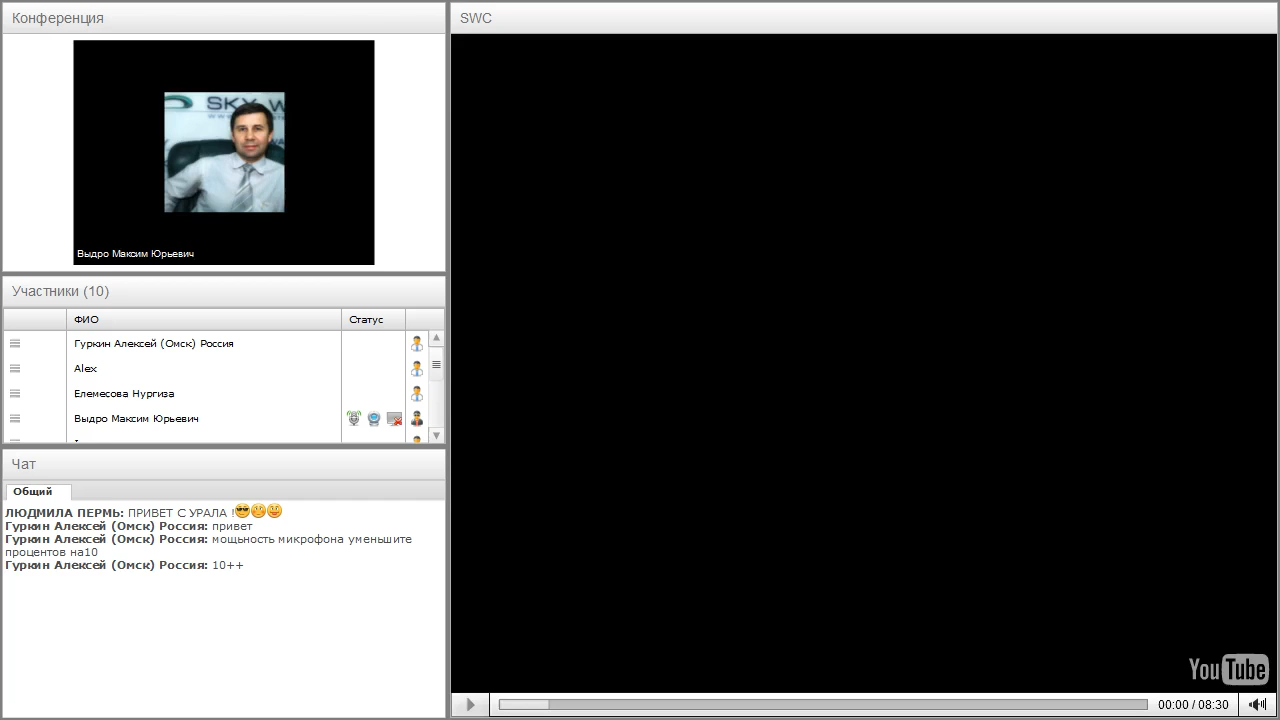 Конференция
SKY W
www.
Выдро Максим Юрьевич
Участники (10)
ФИО
Статус
Гуркин Алексей (Омск) Россия
Alex
Елемесова Нургиза
Выдро Максим Юрьевич
Чат
Общий
ЛЮДМИЛА ПЕРМЬ: ПРИВЕТ С УРАЛА !
Гуркин Алексей (Омск) Россия: привет
Гуркин Алексей (Омск) Россия: мощьность микрофона уменьшите
процентов на10
Гуркин Алексей (Омск) Россия: 10++
SWC
YouTube
00:00 / 08:30